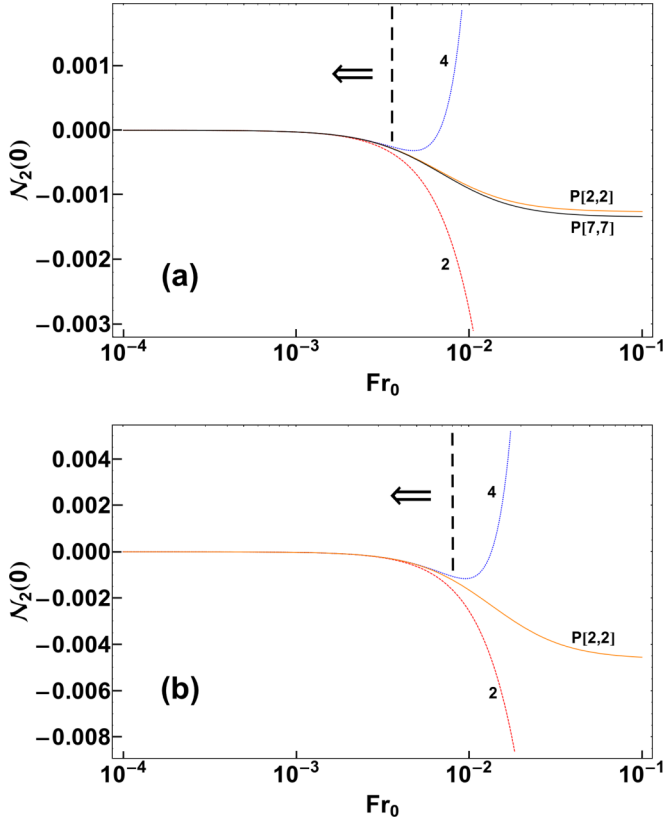 0.001
0.000
−0.001
−0.002
−0.003
𝒩₂(0)
4
P[2,2]
P[7,7]
2
(a)
10⁻⁴
10⁻³
10⁻²
10⁻¹
Fr₀
0.004
0.002
0.000
−0.002
−0.004
−0.006
−0.008
𝒩₂(0)
4
P[2,2]
2
(b)
10⁻⁴
10⁻³
10⁻²
10⁻¹
Fr₀